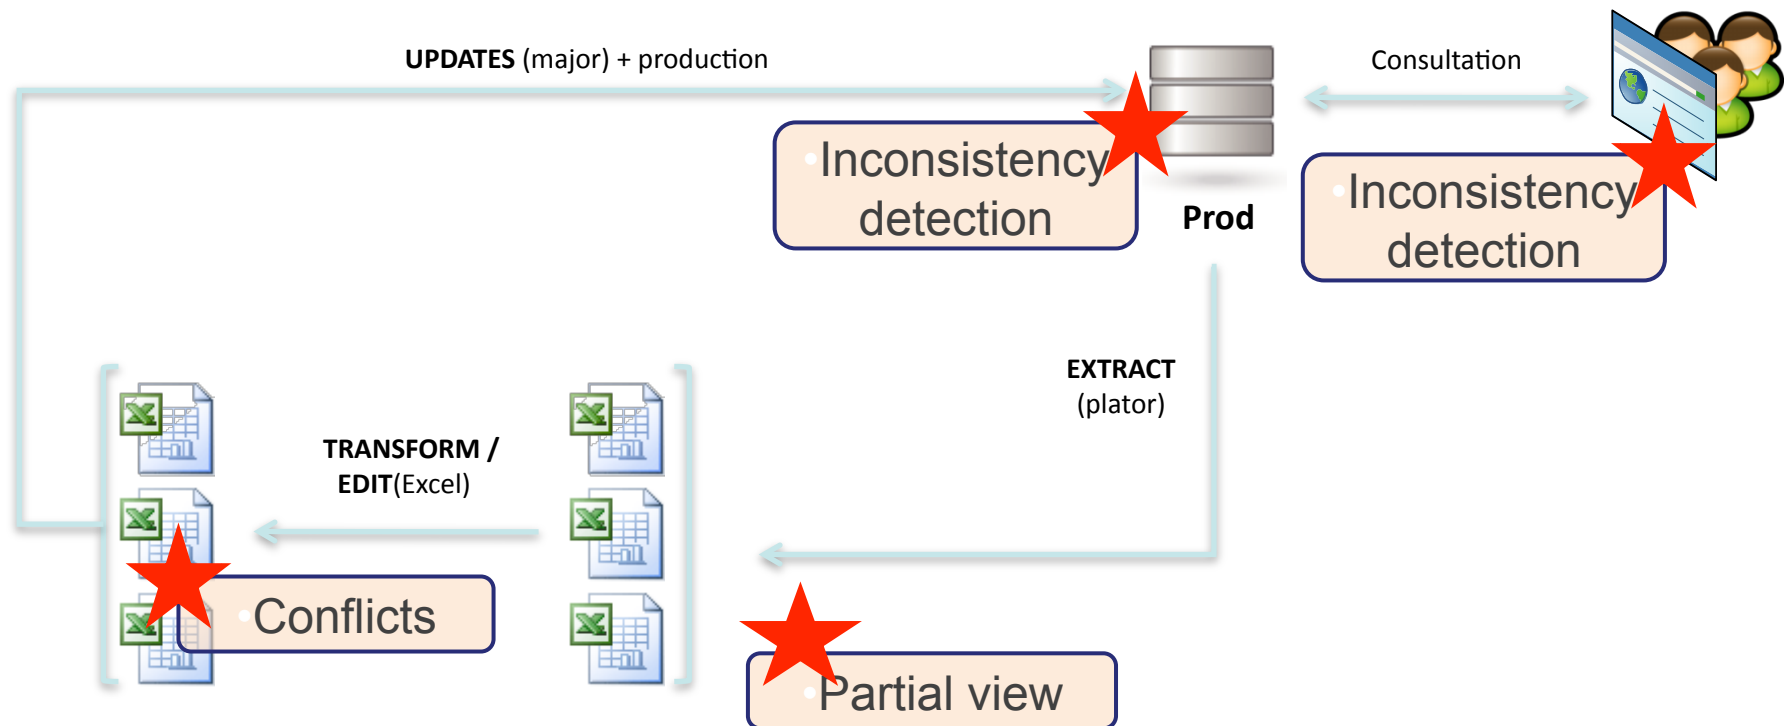 UPDATES (major) + production
Consultation
•Inconsistency
detection
Prod
•Inconsistency
detection
EXTRACT
(plator)
TRANSFORM /
EDIT(Excel)
•Conflicts
•Partial view